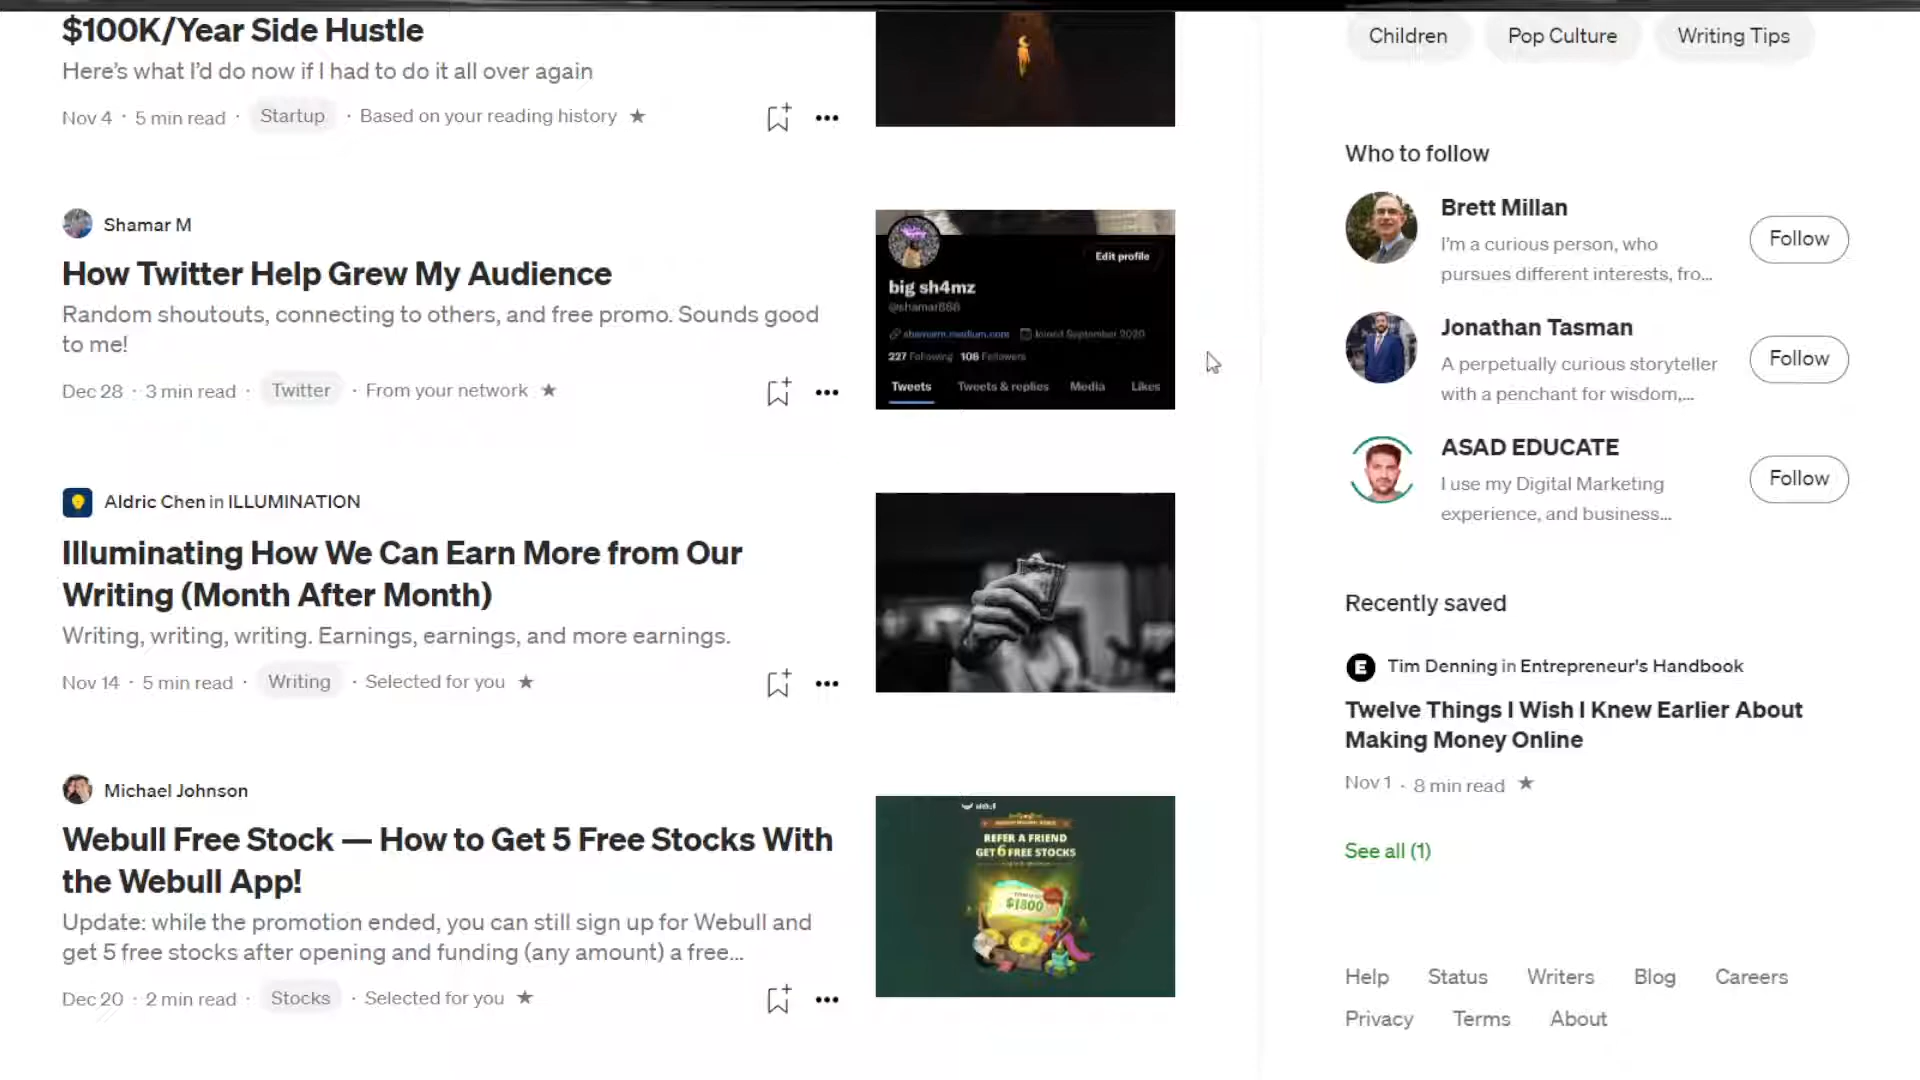 $100K/Year Side Hustle
Here's what I'd do now if I had to do it all over again
Nov 4 · 5 min read · Startup · Based on your reading history
Shamar M
How Twitter Help Grew My Audience
Random shoutouts, connecting to others, and free promo. Sounds good
to me!
Dec 28 · 3 min read · Twitter · From your network
Edit profile
big sh4mz
@shamar868
shamarm.medium.com Joined September 2020
227 Following 106 Followers
Tweets Tweets & replies Media Likes
Aldric Chen in ILLUMINATION
Illuminating How We Can Earn More from Our
Writing (Month After Month)
Writing, writing, writing. Earnings, earnings, and more earnings.
Nov 14 · 5 min read · Writing · Selected for you
Michael Johnson
Webull Free Stock — How to Get 5 Free Stocks With
the Webull App!
Update: while the promotion ended, you can still sign up for Webull and
get 5 free stocks after opening and funding (any amount) a free...
Dec 20 · 2 min read · Stocks · Selected for you
REFER A FRIEND
GET 6 FREE STOCKS
$1800
Children Pop Culture Writing Tips
Who to follow
Brett Millan
I'm a curious person, who
pursues different interests, fro...
Follow
Jonathan Tasman
A perpetually curious storyteller
with a penchant for wisdom,...
Follow
ASAD EDUCATE
I use my Digital Marketing
experience, and business...
Follow
Recently saved
E Tim Denning in Entrepreneur's Handbook
Twelve Things I Wish I Knew Earlier About
Making Money Online
Nov 1 · 8 min read
See all (1)
Help Status Writers Blog Careers
Privacy Terms About